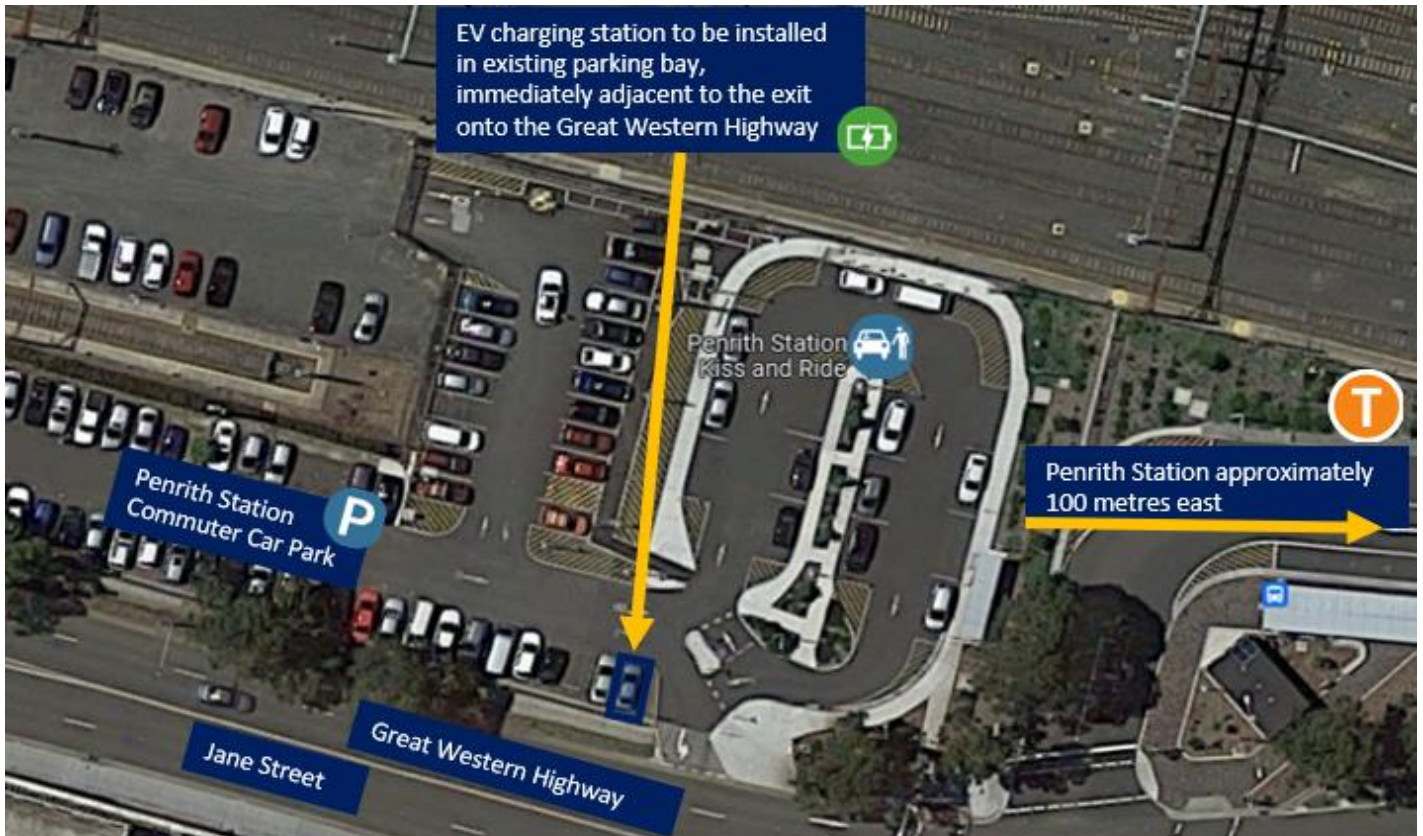 EV charging station to be installed
in existing parking bay,
immediately adjacent to the exit
onto the Great Western Highway
Penrith Station
Kiss and Ride
T
Penrith Station approximately
100 metres east
Penrith Station
Commuter Car Park
P
Great Western Highway
Jane Street